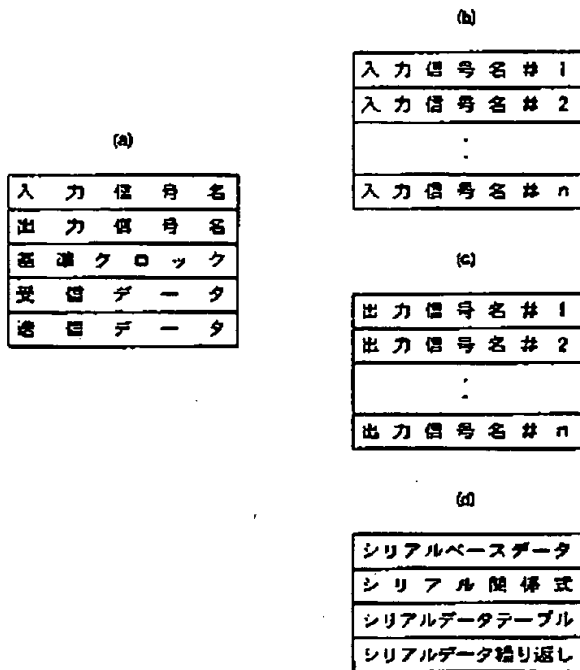 (a)
入力信号名
出力信号名
基準クロック
受信データ
送信データ
(b)
入力信号名#1
入力信号名#2
:
入力信号名#n
(c)
出力信号名#1
出力信号名#2
:
出力信号名#n
(d)
シリアルベースデータ
シリアル関係式
シリアルデータテーブル
シリアルデータ繰り返し